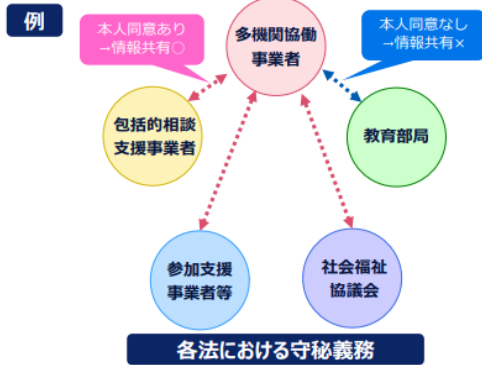 例
本人同意あり
→情報共有○
多機関協働
事業者
本人同意なし
→情報共有×
包括的相談
支援事業者
教育部局
参加支援
事業者等
社会福祉
協議会
各法における守秘義務